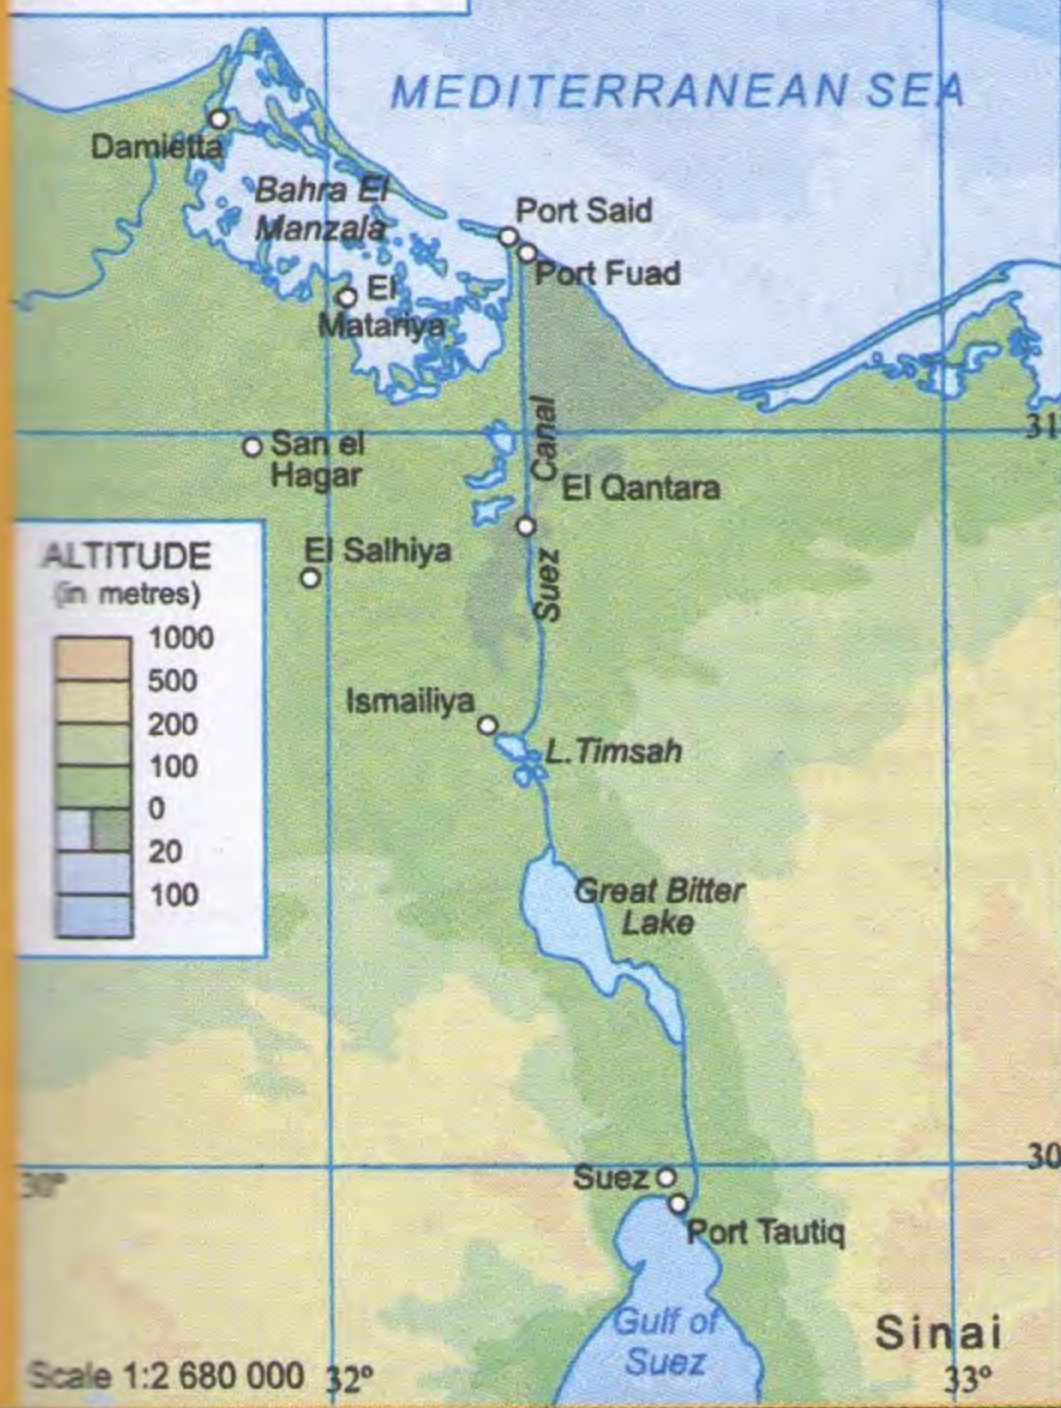 MEDITERRANEAN SEA
Damietta
Bahra El
Manzala
Port Said
Port Fuad
El
Matariya
31
San el
Hagar
Canal
El Qantara
ALTITUDE
(in metres)
1000
500
200
100
0
20
100
El Salhiya
Suez
Ismailiya
L.Timsah
Great Bitter
Lake
30
30°
Suez
Port Tautiq
Gulf of
Suez
Sinai
Scale 1:2 680 000
32°
33°